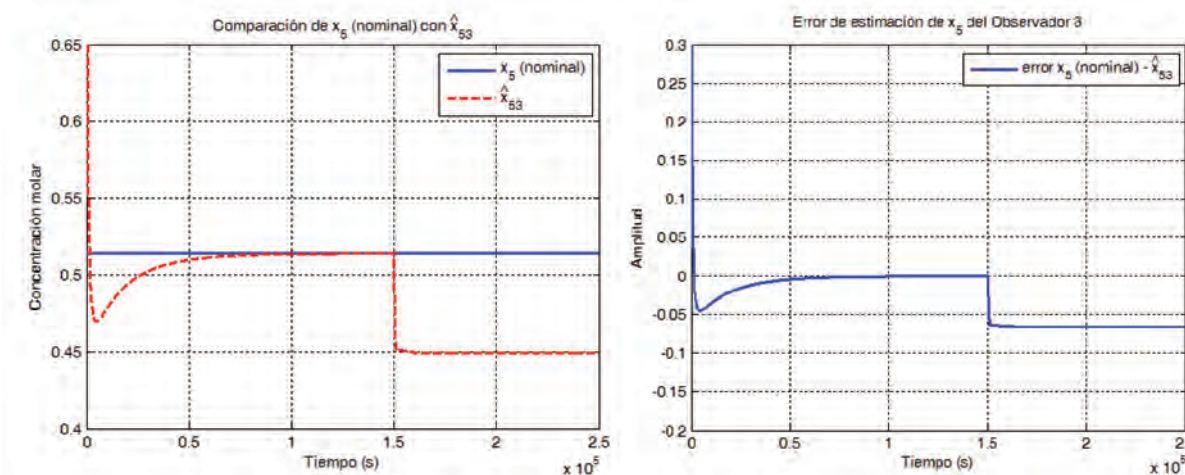 Comparación de x5 (nominal) con x̂53
0.65
0.6
0.55
0.5
0.45
0.4
Concentración molar
x5 (nominal)
x̂53
0 0.5 1 1.5 2 2.5
Tiempo (s)
x 10^5
Error de estimación de x5 del Observador 3
0.3
0.25
0.2
0.15
0.1
0.05
0
-0.05
-0.1
-0.15
-0.2
Amplitud
error x5 (nominal) - x̂53
0 0.5 1 1.5 2 2.5
Tiempo (s)
x 10^5